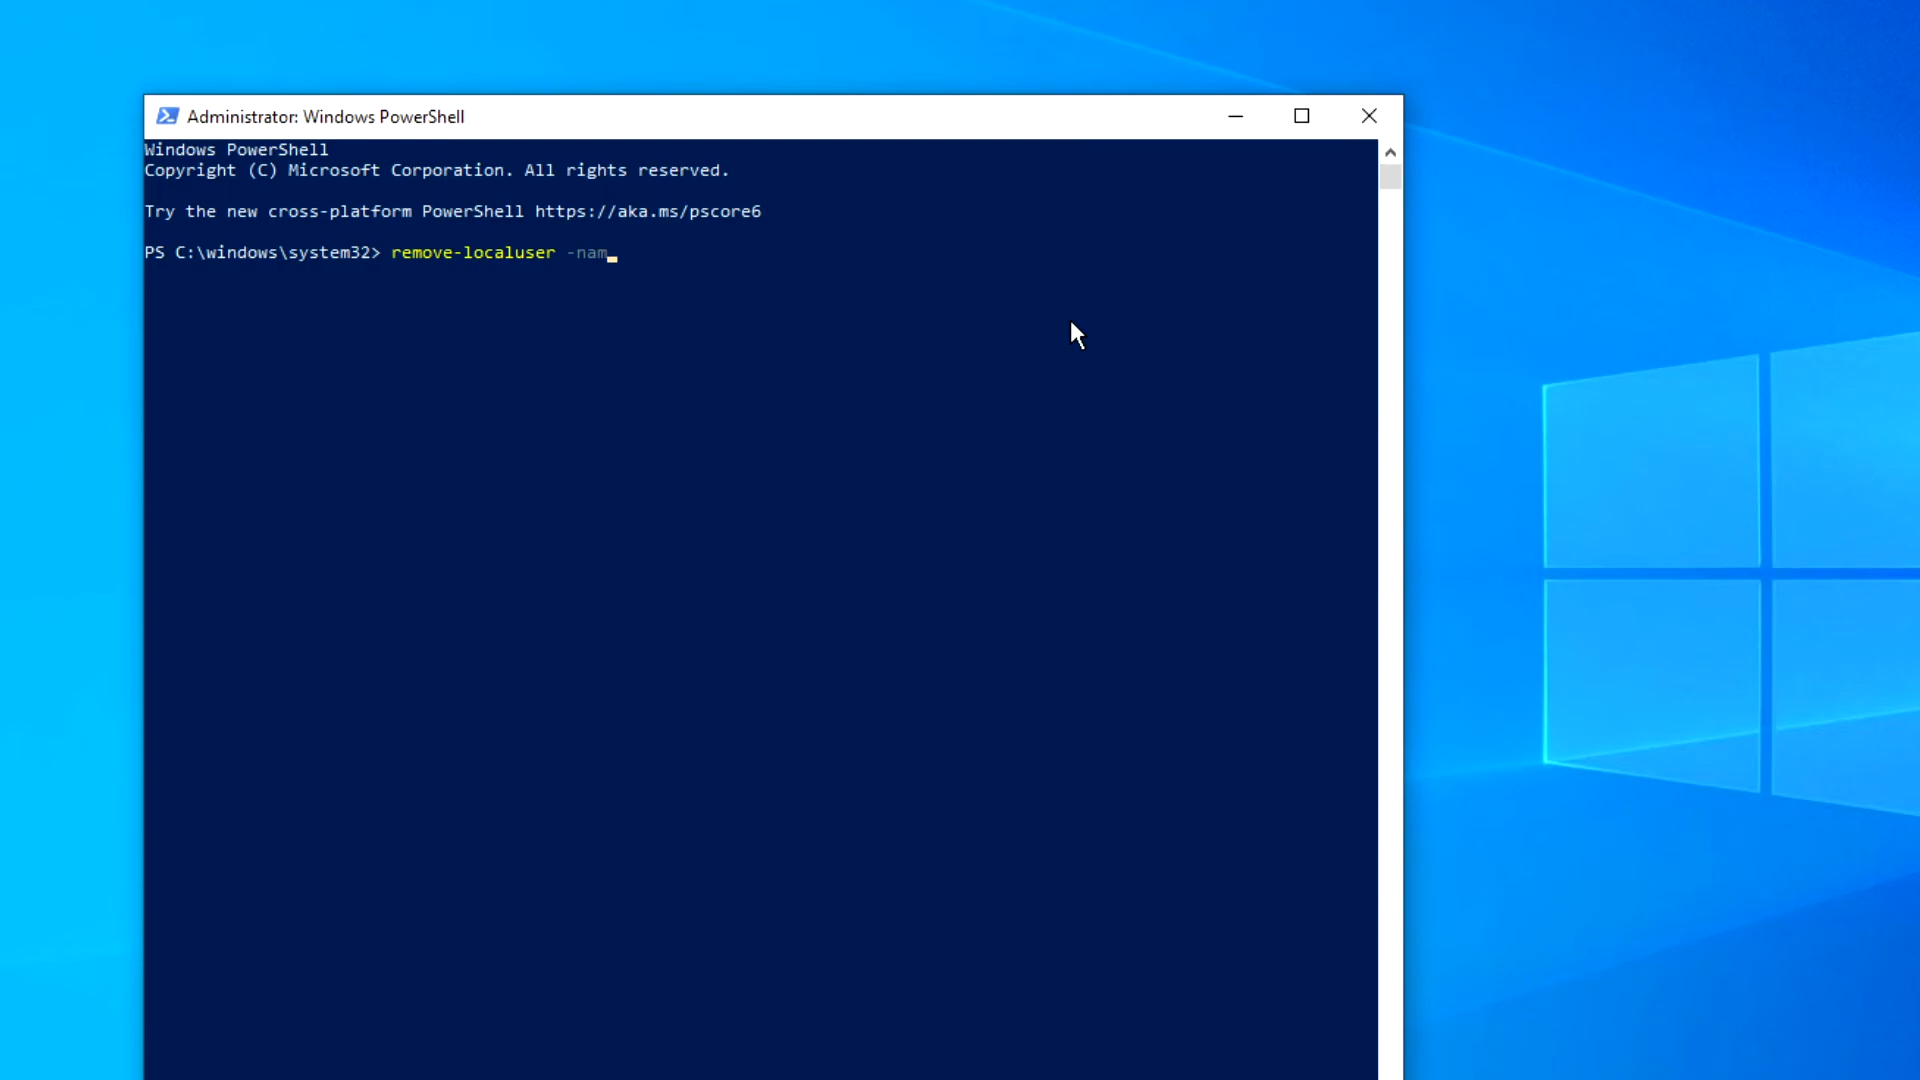 Administrator: Windows PowerShell
Windows PowerShell
Copyright (C) Microsoft Corporation. All rights reserved.
Try the new cross-platform PowerShell https://aka.ms/pscore6
PS C:\windows\system32> remove-localuser -nam